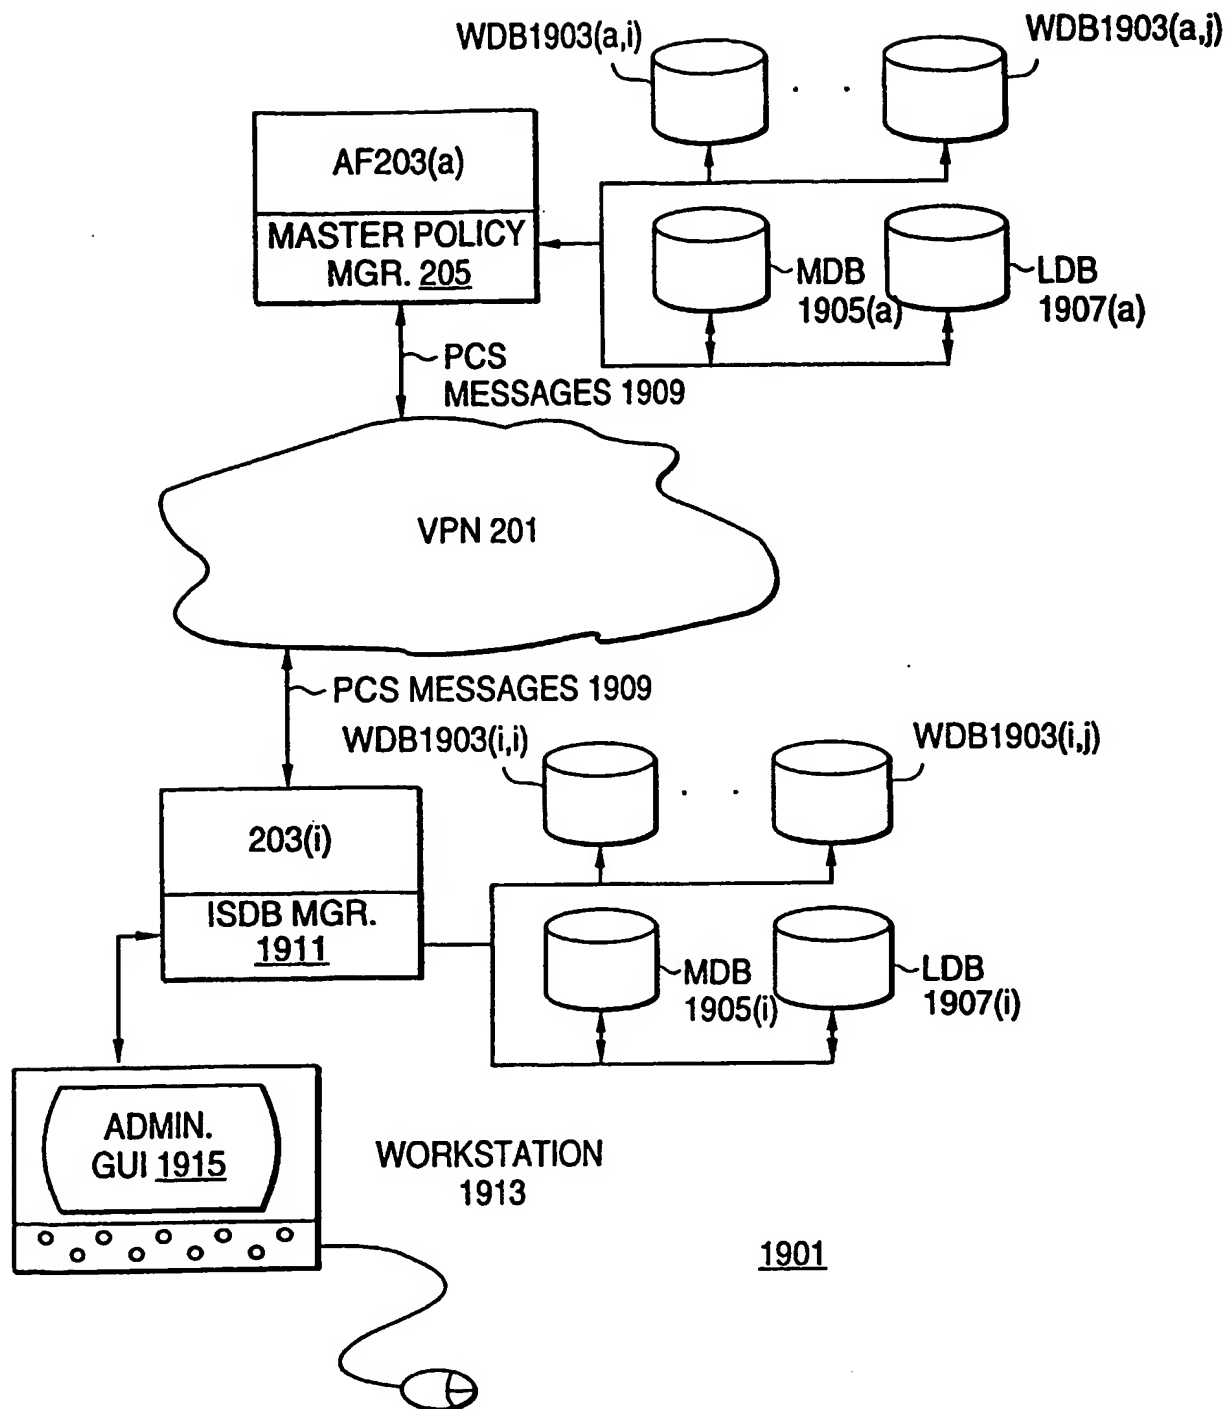 WDB1903(a,i)
WDB1903(a,j)
AF203(a)
MASTER POLICY
MGR. 205
MDB
1905(a)
LDB
1907(a)
PCS
MESSAGES 1909
VPN 201
PCS MESSAGES 1909
WDB1903(i,i)
WDB1903(i,j)
203(i)
ISDB MGR.
1911
MDB
1905(i)
LDB
1907(i)
ADMIN.
GUI 1915
WORKSTATION
1913
1901